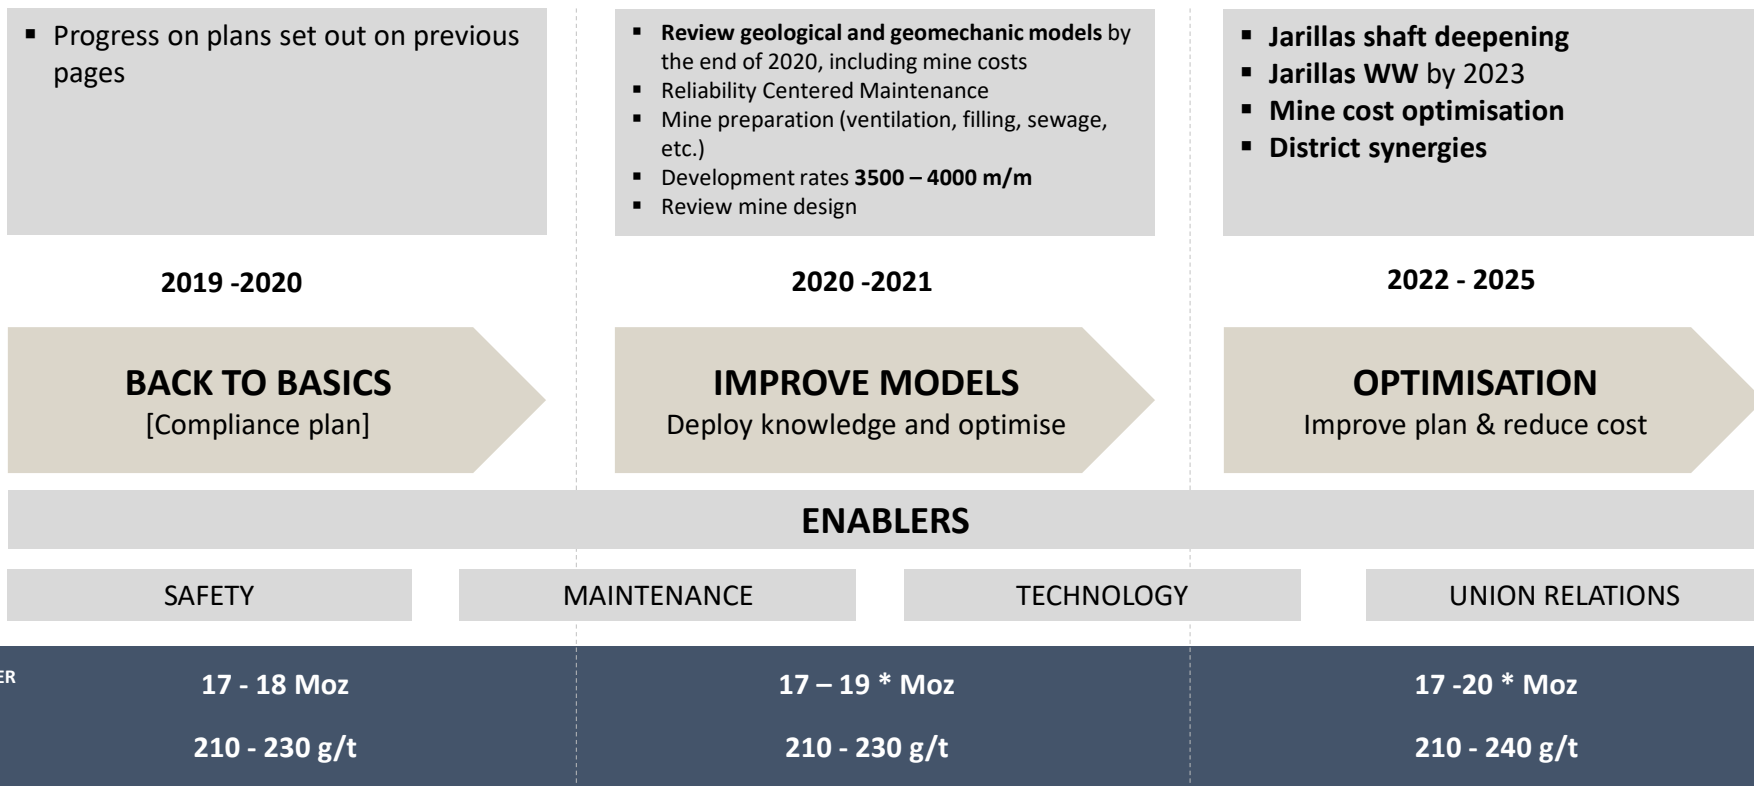 ▪ Progress on plans set out on previous
pages
▪ Review geological and geomechanic models by
the end of 2020, including mine costs
▪ Reliability Centered Maintenance
▪ Mine preparation (ventilation, filling, sewage,
etc.)
▪ Development rates 3500 – 4000 m/m
▪ Review mine design
▪ Jarillas shaft deepening
▪ Jarillas WW by 2023
▪ Mine cost optimisation
▪ District synergies
2019 -2020
2020 -2021
2022 - 2025
BACK TO BASICS
[Compliance plan]
IMPROVE MODELS
Deploy knowledge and optimise
OPTIMISATION
Improve plan & reduce cost
ENABLERS
SAFETY
MAINTENANCE
TECHNOLOGY
UNION RELATIONS
17 - 18 Moz
17 – 19 * Moz
17 -20 * Moz
210 - 230 g/t
210 - 230 g/t
210 - 240 g/t